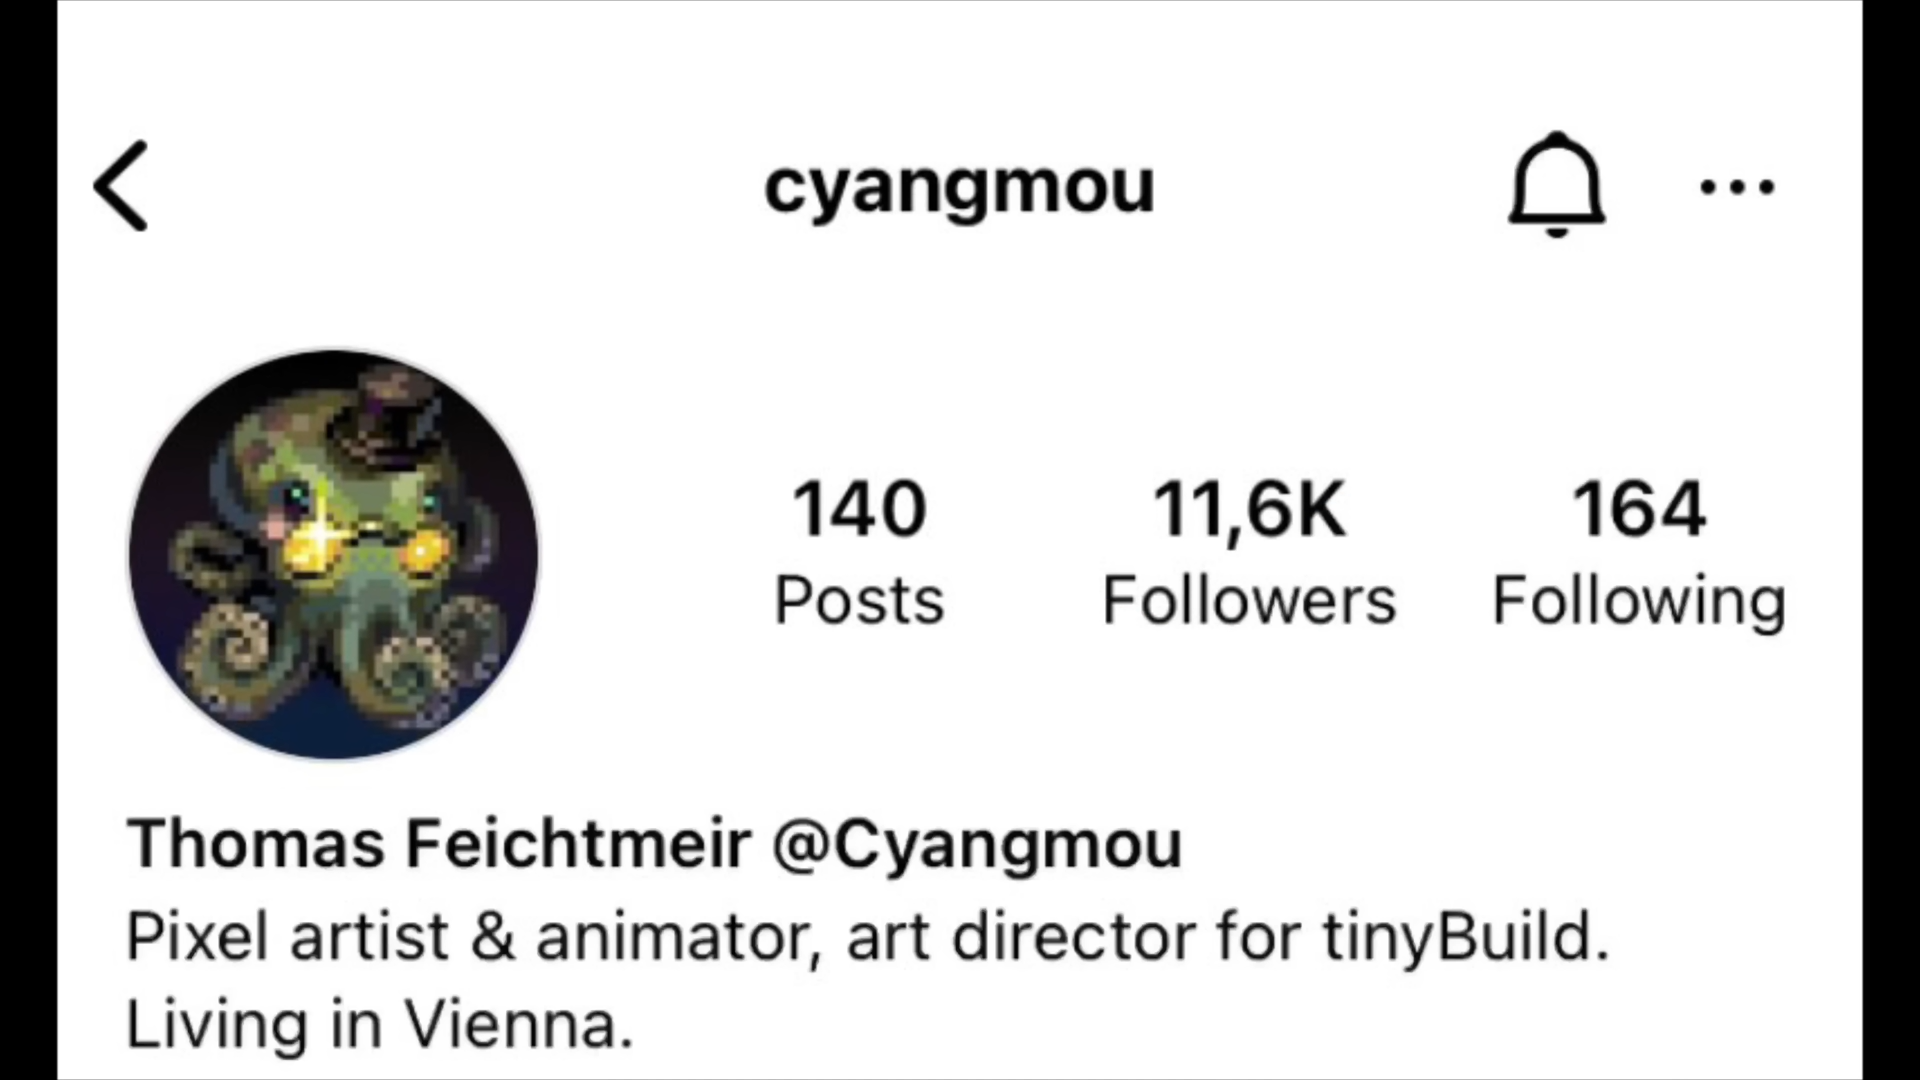 cyangmou
140 11,6K 164
Posts Followers Following
Thomas Feichtmeir @Cyangmou
Pixel artist & animator, art director for tinyBuild.
Living in Vienna.